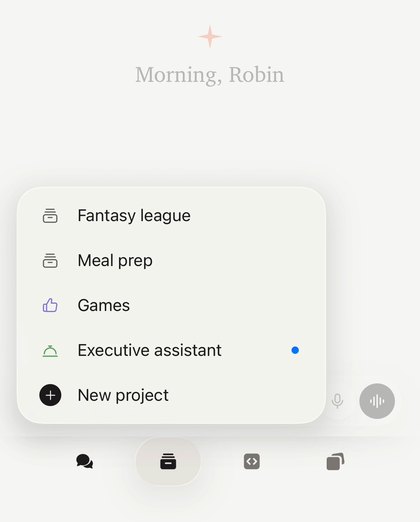 Morning, Robin
Fantasy league
Meal prep
Games
Executive assistant
New project